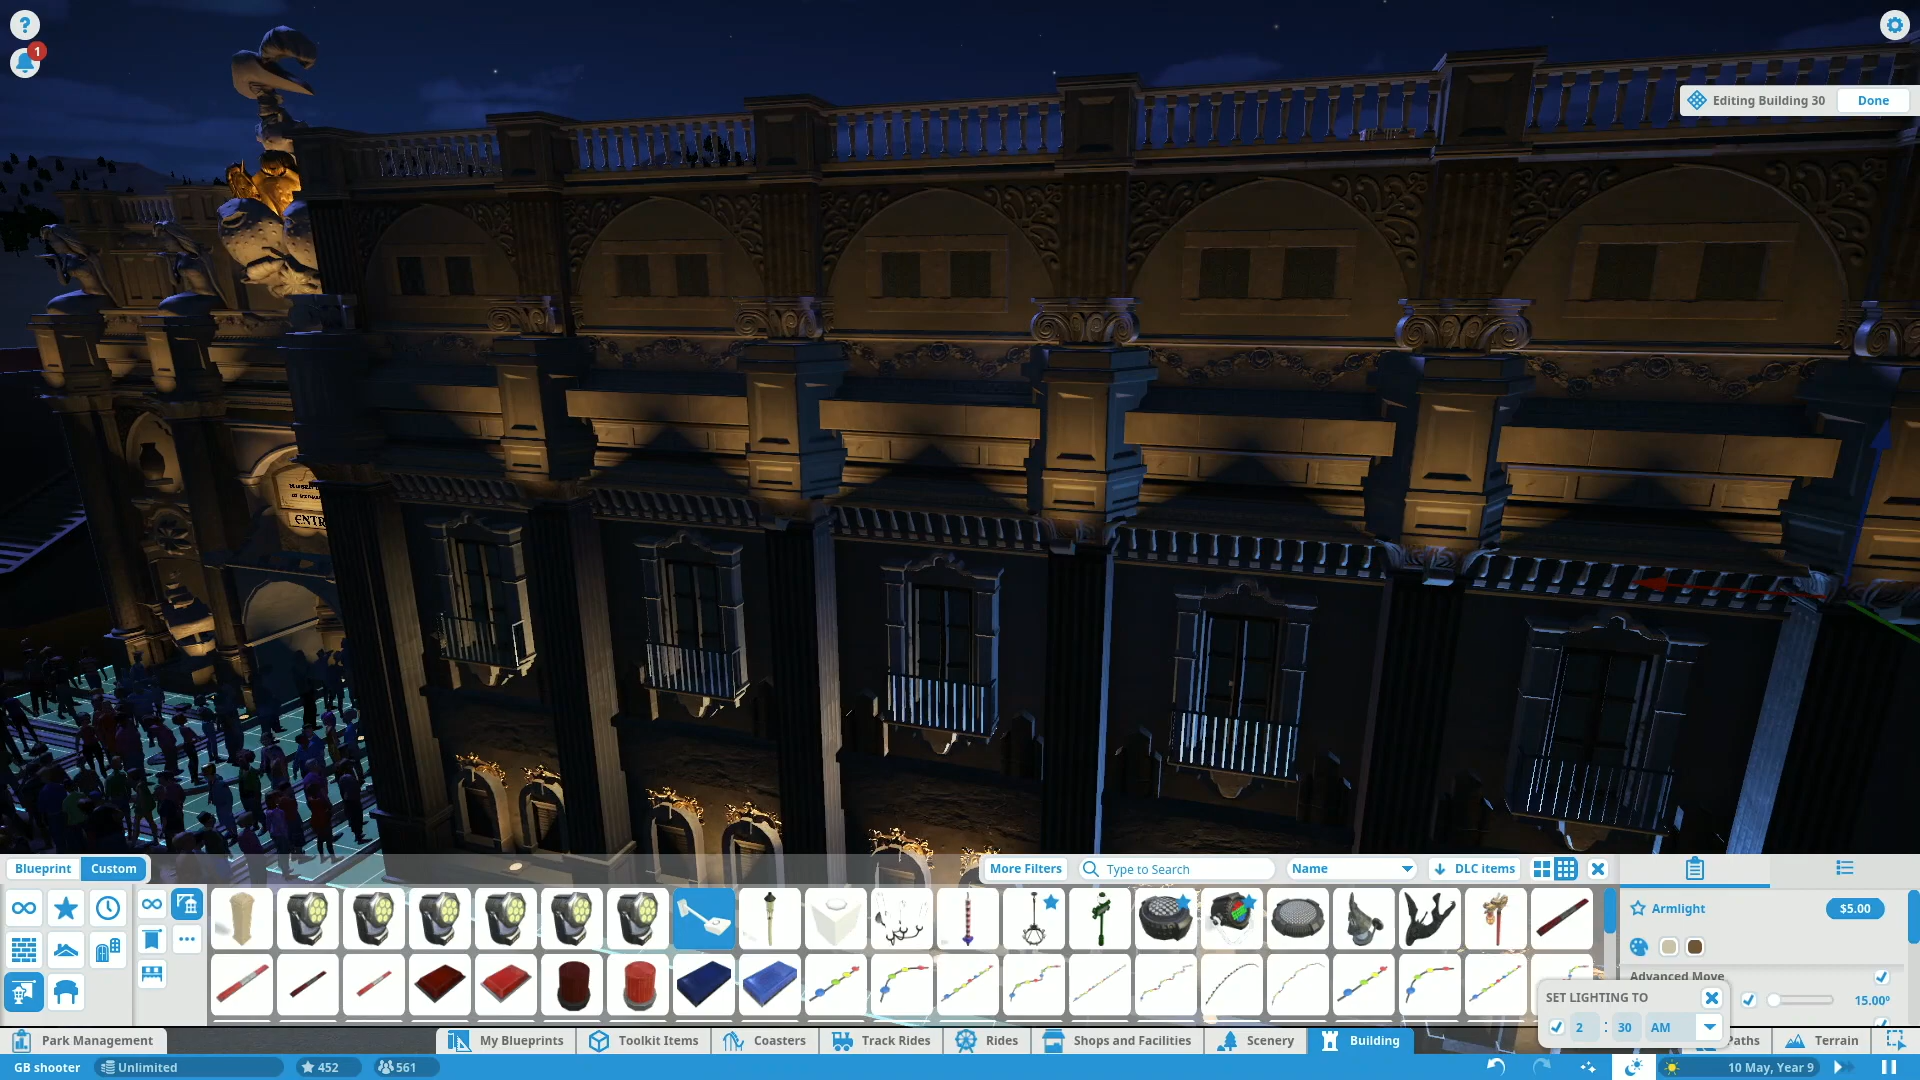 ?
1
Editing Building 30
Done
ENTR
Blueprint
Custom
More Filters
Type to Search
Name
DLC items
Armlight
$5.00
Advanced Move
15.00°
SET LIGHTING TO
2 : 30 AM
Park Management
My Blueprints
Toolkit Items
Coasters
Track Rides
Rides
Shops and Facilities
Scenery
Building
Paths
Terrain
GB shooter
Unlimited
452
561
10 May, Year 9